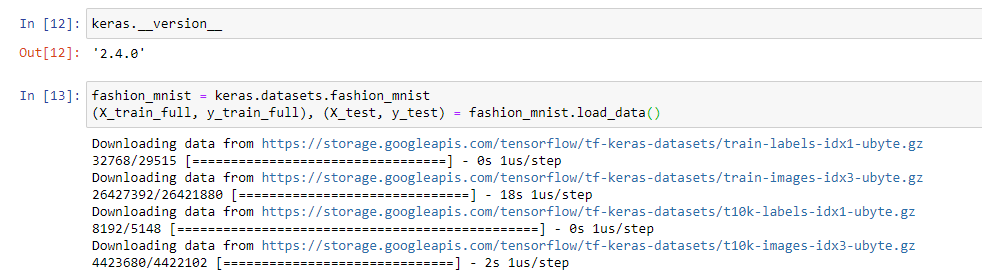 In [12]: keras.__version__
Out[12]: '2.4.0'
In [13]: fashion_mnist = keras.datasets.fashion_mnist
(X_train_full, y_train_full), (X_test, y_test) = fashion_mnist.load_data()
Downloading data from https://storage.googleapis.com/tensorflow/tf-keras-datasets/train-labels-idx1-ubyte.gz
32768/29515 [================================] - 0s 1us/step
Downloading data from https://storage.googleapis.com/tensorflow/tf-keras-datasets/train-images-idx3-ubyte.gz
26427392/26421880 [==============================] - 18s 1us/step
Downloading data from https://storage.googleapis.com/tensorflow/tf-keras-datasets/t10k-labels-idx1-ubyte.gz
8192/5148 [===============================================] - 0s 1us/step
Downloading data from https://storage.googleapis.com/tensorflow/tf-keras-datasets/t10k-images-idx3-ubyte.gz
4423680/4422102 [==============================] - 2s 1us/step